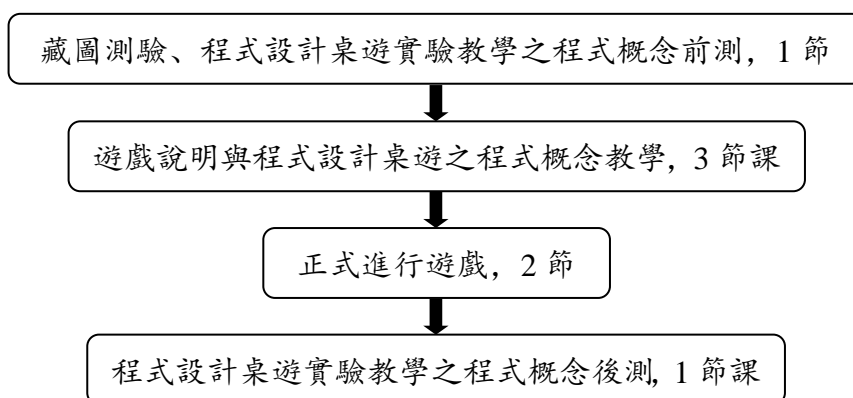 藏圖測驗、程式設計桌遊實驗教學之程式概念前測, 1 節
遊戲說明與程式設計桌遊之程式概念教學, 3 節課
正式進行遊戲, 2 節
程式設計桌遊實驗教學之程式概念後測, 1 節課